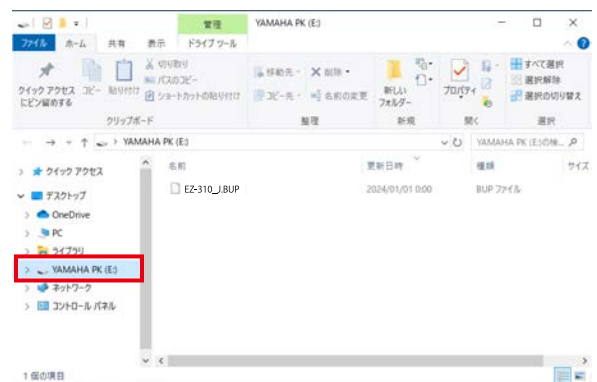 管理
YAMAHA PK (E:)
ファイル ホーム 共有 表示 ドライブ ツール
クイック アクセス
にピン留めする
コピー
貼り付け
切り取り
パスのコピー
ショートカットの貼り付け
クリップボード
移動先
コピー先
削除
名前の変更
整理
新しい
フォルダー
新規
プロパティ
開く
すべて選択
選択解除
選択の切り替え
選択
YAMAHA PK (E:)
YAMAHA PK (E:)の検...
クイック アクセス
デスクトップ
OneDrive
PC
ライブラリ
YAMAHA PK (E:)
ネットワーク
コントロール パネル
名前 更新日時 種類 サイズ
EZ-310_J.BUP 2024/01/01 0:00 BUP ファイル
1 個の項目